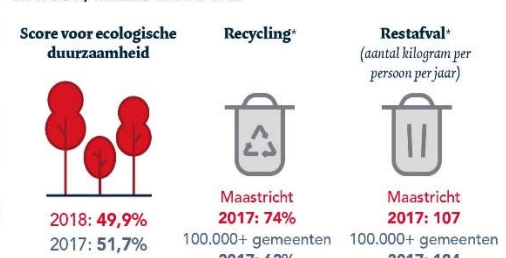 Score voor ecologische
duurzaamheid
2018: 49,9%
2017: 51,7%
Recycling*
Maastricht
2017: 74%
100.000+ gemeenten
Restafval*
(aantal kilogram per
persoon per jaar)
Maastricht
2017: 107
100.000+ gemeenten